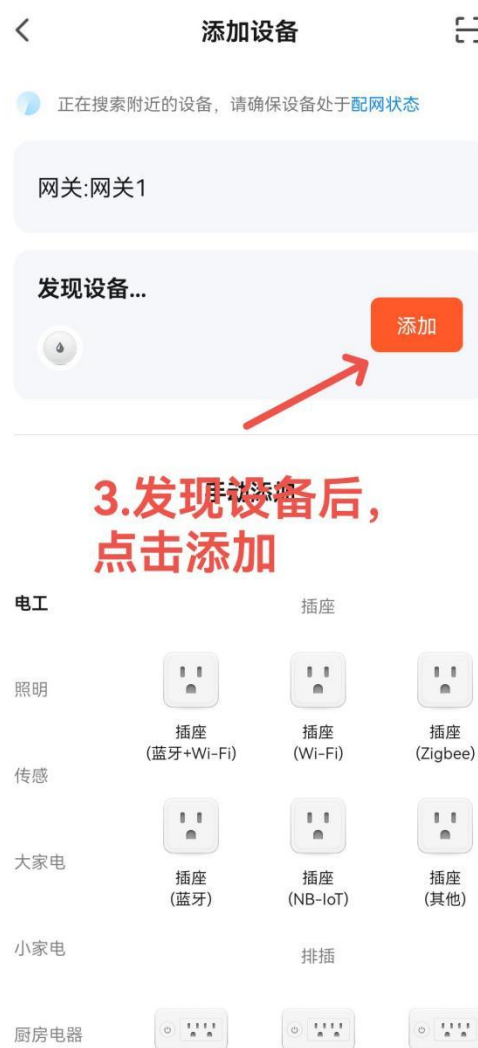 添加设备
正在搜索附近的设备，请确保设备处于配网状态
网关:网关1
发现设备...
添加
手动添加
3.发现设备后，
点击添加
电工
插座
照明
插座
(蓝牙+Wi-Fi)
插座
(Wi-Fi)
插座
(Zigbee)
传感
大家电
插座
(蓝牙)
插座
(NB-IoT)
插座
(其他)
小家电
排插
厨房电器